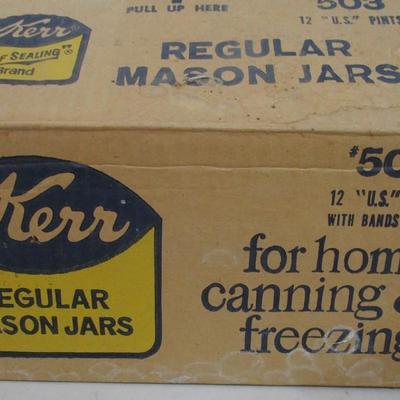 Kerr
SEALING®
Brand
PULL UP HERE
503
12 "U.S." PINTS
REGULAR
MASON JARS
Kerr
REGULAR
MASON JARS
#50
12 "U.S."
WITH BANDS
for hom
canning &
freezing